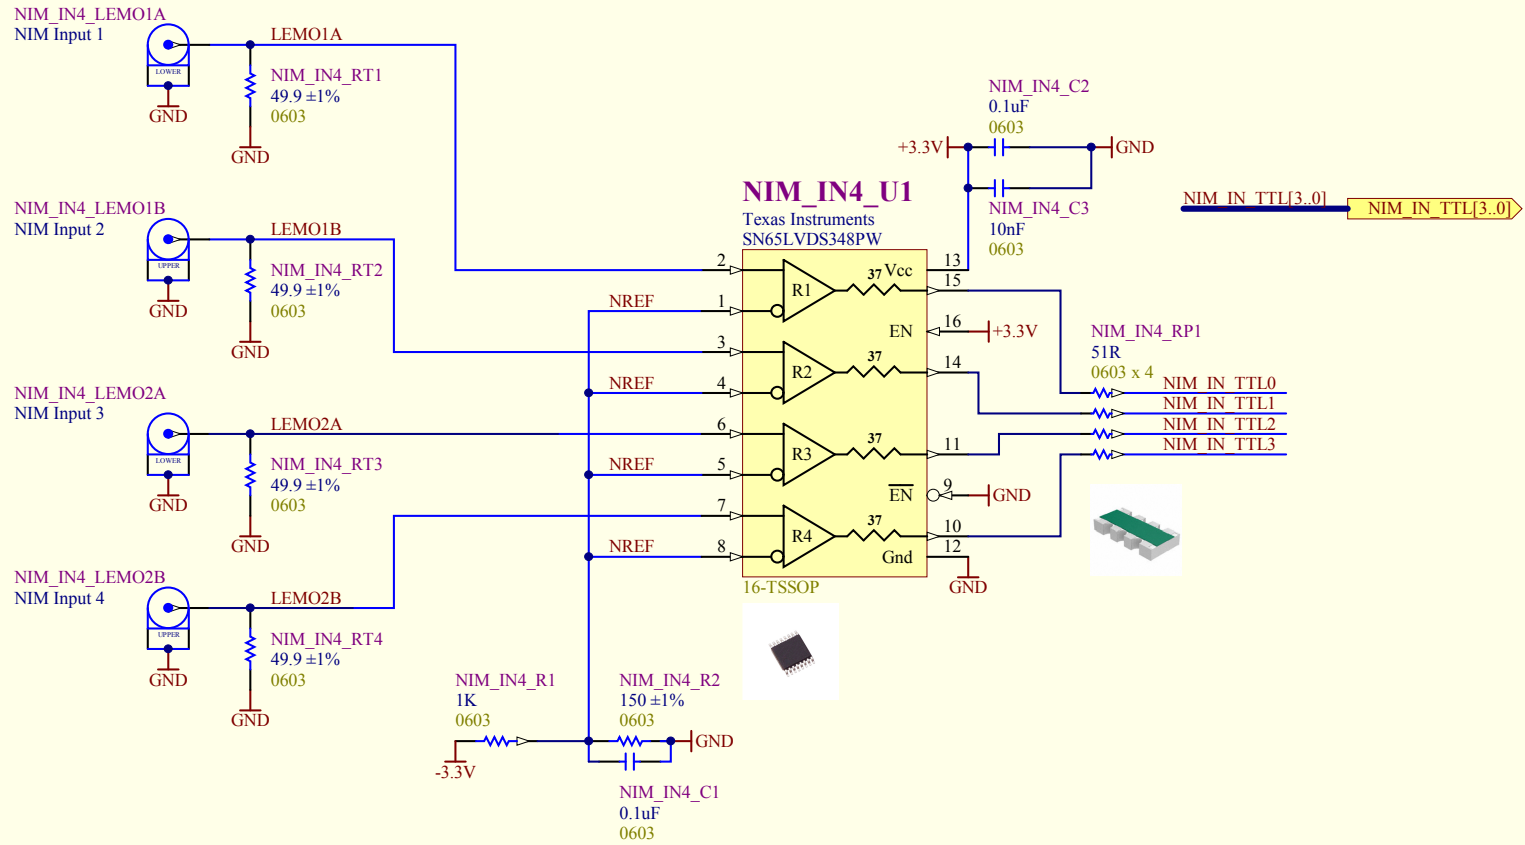 NIM_IN4_LEMO1A
NIM Input 1
LOWER
GND
LEMO1A
NIM_IN4_RT1
49.9 ±1%
0603
GND
NIM_IN4_LEMO1B
NIM Input 2
UPPER
GND
LEMO1B
NIM_IN4_RT2
49.9 ±1%
0603
GND
NIM_IN4_LEMO2A
NIM Input 3
LOWER
GND
LEMO2A
NIM_IN4_RT3
49.9 ±1%
0603
GND
NIM_IN4_LEMO2B
NIM Input 4
UPPER
GND
LEMO2B
NIM_IN4_RT4
49.9 ±1%
0603
GND
NIM_IN4_R1
1K
0603
-3.3V
NIM_IN4_R2
150 ±1%
0603
GND
NIM_IN4_C1
0.1uF
0603
NREF
NREF
NREF
NREF
NIM_IN4_U1
Texas Instruments
SN65LVDS348PW
2
1
3
4
6
5
7
8
R1
37
R2
37
R3
37
R4
37
Vcc
EN
EN
Gnd
13
15
16
14
11
9
10
12
16-TSSOP
+3.3V
GND
GND
NIM_IN4_C2
0.1uF
0603
+3.3V
GND
NIM_IN4_C3
10nF
0603
NIM_IN4_RP1
51R
0603 x 4
NIM_IN_TTL0
NIM_IN_TTL1
NIM_IN_TTL2
NIM_IN_TTL3
NIM_IN_TTL[3..0]
NIM_IN_TTL[3..0]